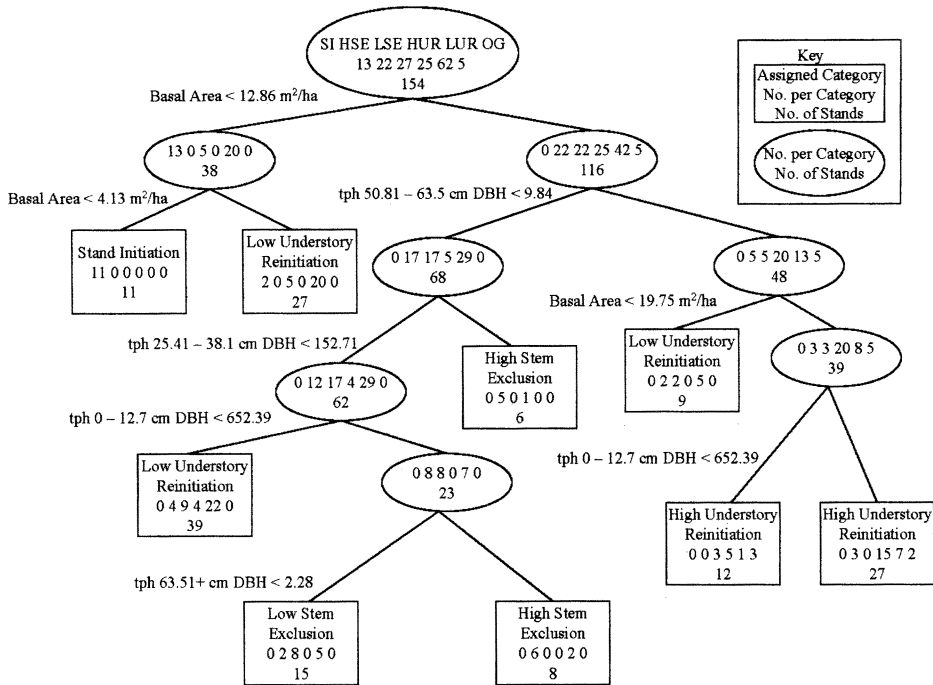 SI HSE LSE HUR LUR OG
13 22 27 25 62 5
154
Key
Assigned Category
No. per Category
No. of Stands
No. per Category
No. of Stands
Basal Area < 12.86 m²/ha
13 0 5 0 20 0
38
0 22 22 25 42 5
116
Basal Area < 4.13 m²/ha
tph 50.81 – 63.5 cm DBH < 9.84
Stand Initiation
11 0 0 0 0 0
11
Low Understory
Reinitiation
2 0 5 0 20 0
27
0 17 17 5 29 0
68
0 5 5 20 13 5
48
Basal Area < 19.75 m²/ha
tph 25.41 – 38.1 cm DBH < 152.71
0 12 17 4 29 0
62
High Stem
Exclusion
0 5 0 1 0 0
6
Low Understory
Reinitiation
0 2 2 0 5 0
9
0 3 3 20 8 5
39
tph 0 – 12.7 cm DBH < 652.39
Low Understory
Reinitiation
0 4 9 4 22 0
39
0 8 8 0 7 0
23
tph 0 – 12.7 cm DBH < 652.39
High Understory
Reinitiation
0 0 3 5 1 3
12
High Understory
Reinitiation
0 3 0 15 7 2
27
tph 63.51+ cm DBH < 2.28
Low Stem
Exclusion
0 2 8 0 5 0
15
High Stem
Exclusion
0 6 0 0 2 0
8